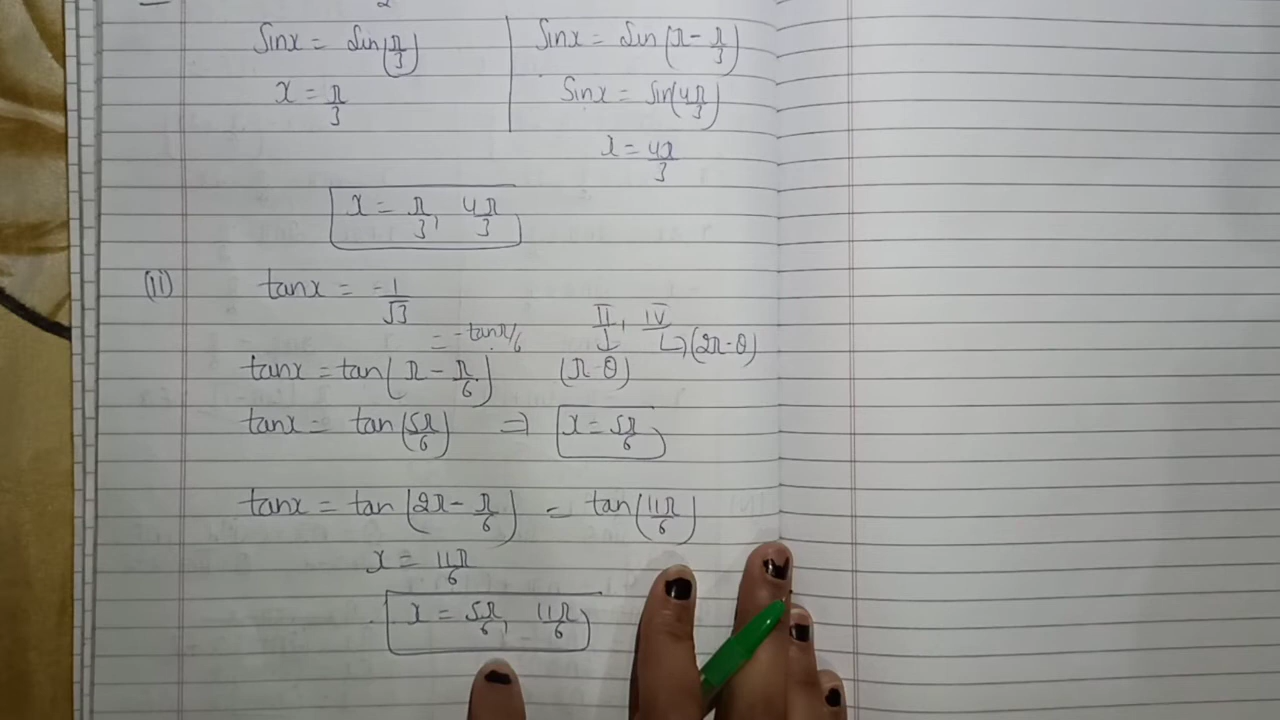 Sinx = Sin(π/3)
x = π/3
Sinx = Sin(π - π/3)
Sinx = Sin(4π/3)
x = 4π/3
x = π/3, 4π/3
(ii) tanx = -1/√3
= -tanπ/6
II, IV
↓ ↳ (2π-θ)
(π-θ)
tanx = tan(π - π/6)
tanx = tan(5π/6) ⇒ x = 5π/6
tanx = tan(2π - π/6) = tan(11π/6)
x = 11π/6
x = 5π/6, 11π/6